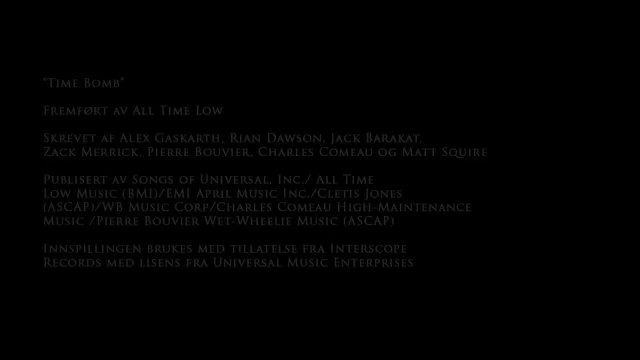 "Time Bomb"
Fremført av All Time Low
Skrevet af Alex Gaskarth, Rian Dawson, Jack Barakat,
Zack Merrick, Pierre Bouvier, Charles Comeau og Matt Squire
Publisert av Songs of Universal, Inc./ All Time
Low Music (BMI)/EMI April Music Inc./Cletis Jones
(ASCAP)/WB Music Corp/Charles Comeau High-Maintenance
Music /Pierre Bouvier Wet-Wheelie Music (ASCAP)
Innspillingen brukes med tillatelse fra Interscope
Records med lisens fra Universal Music Enterprises